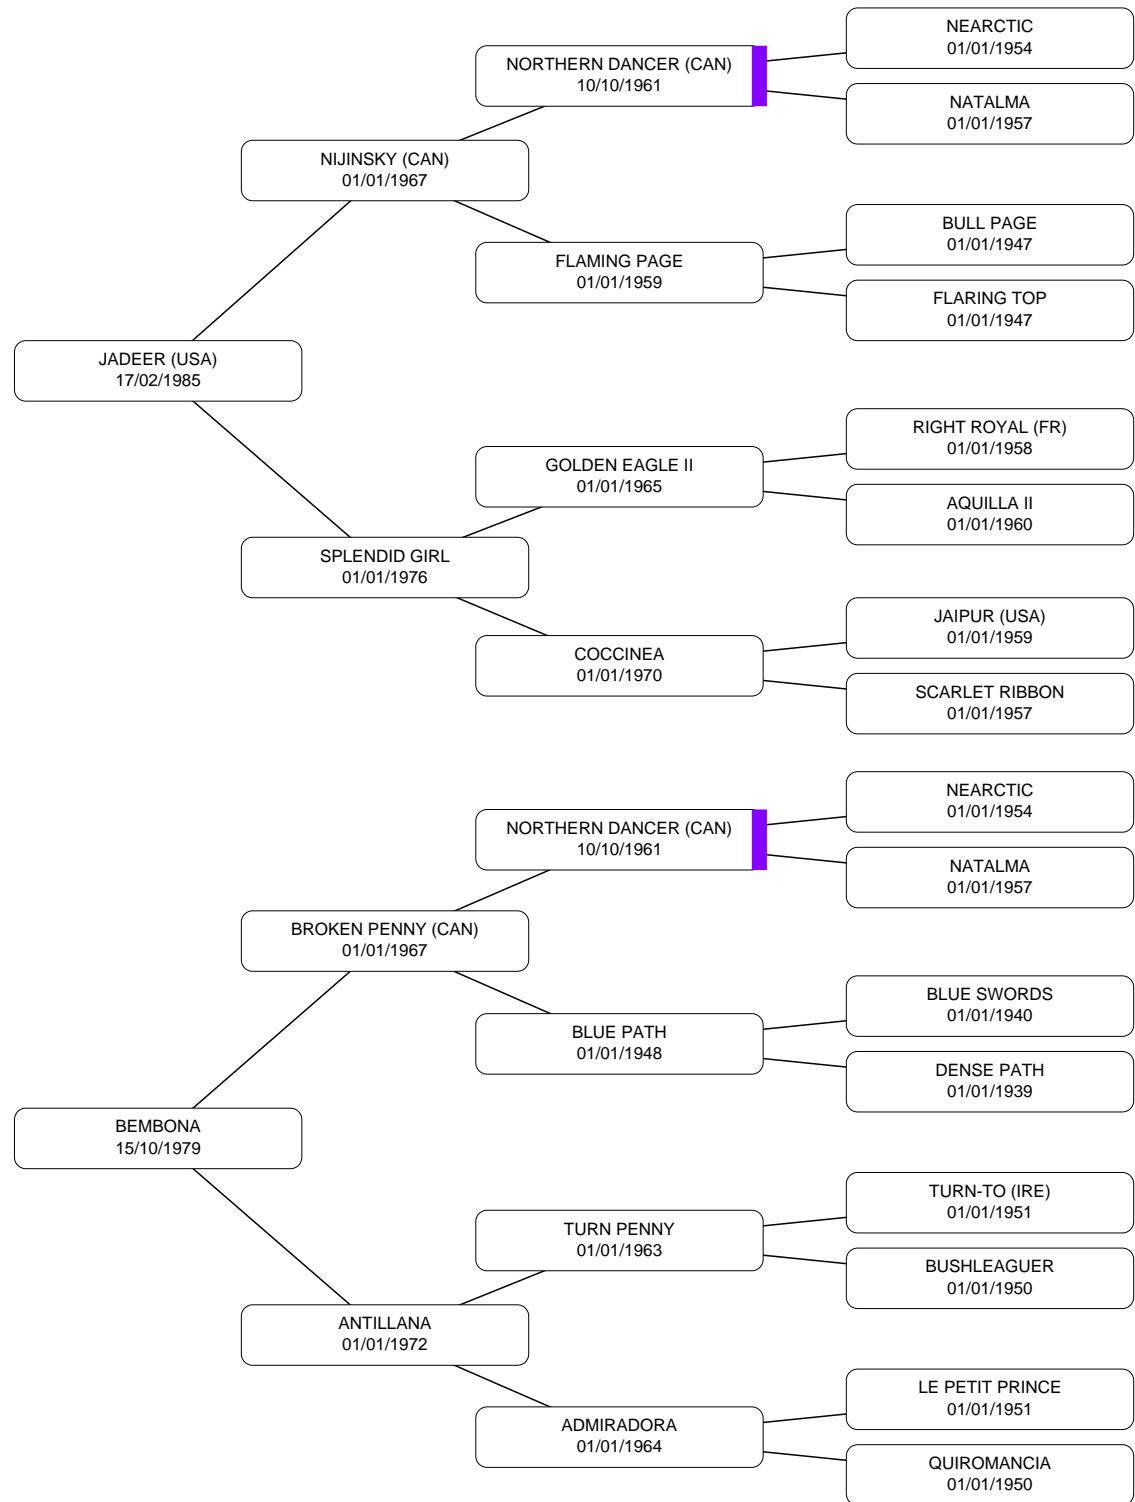 NEARCTIC
01/01/1954
NORTHERN DANCER (CAN)
10/10/1961
NATALMA
01/01/1957
NIJINSKY (CAN)
01/01/1967
BULL PAGE
01/01/1947
FLAMING PAGE
01/01/1959
FLARING TOP
01/01/1947
JADEER (USA)
17/02/1985
RIGHT ROYAL (FR)
01/01/1958
GOLDEN EAGLE II
01/01/1965
AQUILLA II
01/01/1960
SPLENDID GIRL
01/01/1976
JAIPUR (USA)
01/01/1959
COCCINEA
01/01/1970
SCARLET RIBBON
01/01/1957
NEARCTIC
01/01/1954
NORTHERN DANCER (CAN)
10/10/1961
NATALMA
01/01/1957
BROKEN PENNY (CAN)
01/01/1967
BLUE SWORDS
01/01/1940
BLUE PATH
01/01/1948
DENSE PATH
01/01/1939
BEMBONA
15/10/1979
TURN-TO (IRE)
01/01/1951
TURN PENNY
01/01/1963
BUSHLEAGUER
01/01/1950
ANTILLANA
01/01/1972
LE PETIT PRINCE
01/01/1951
ADMIRADORA
01/01/1964
QUIROMANCIA
01/01/1950